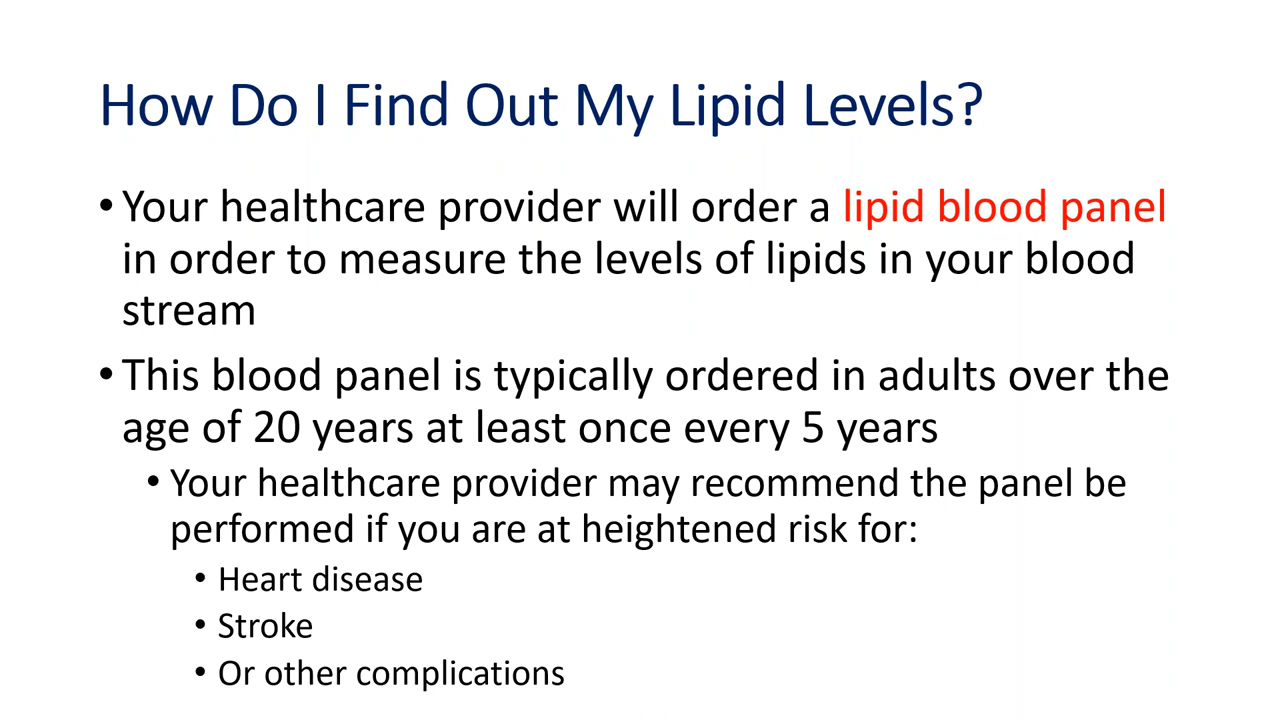 How Do I Find Out My Lipid Levels?
• Your healthcare provider will order a lipid blood panel
in order to measure the levels of lipids in your blood
stream
• This blood panel is typically ordered in adults over the
age of 20 years at least once every 5 years
• Your healthcare provider may recommend the panel be
performed if you are at heightened risk for:
• Heart disease
• Stroke
• Or other complications